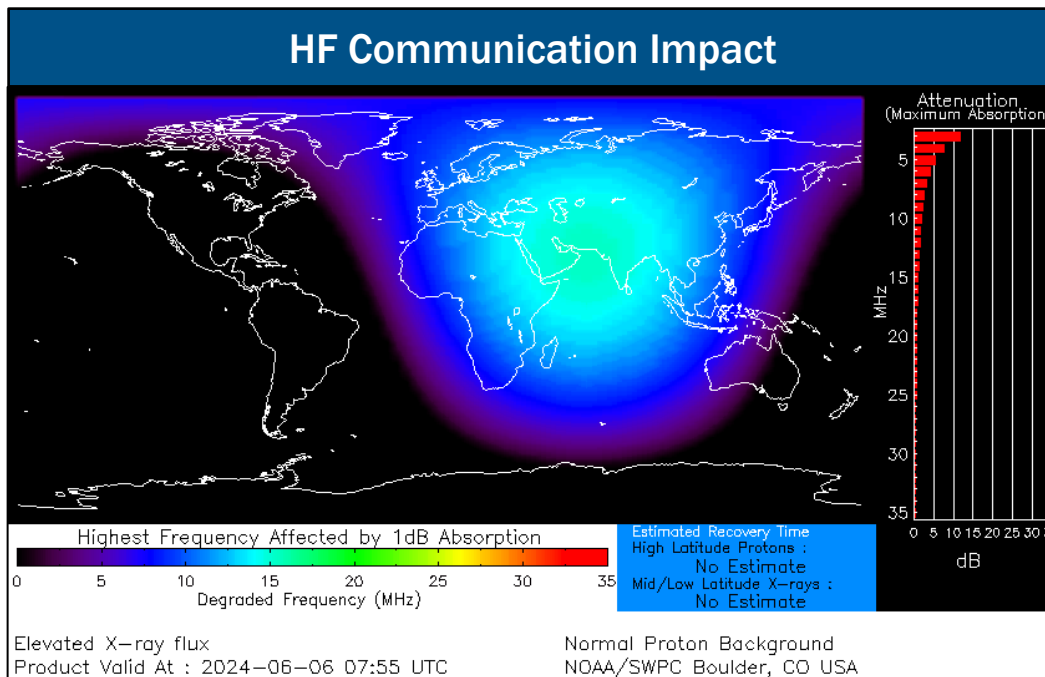 HF Communication Impact
Attenuation
(Maximum Absorption
5
10
15
20
25
30
35
MHz
0 5 10 15 20 25 30
dB
Highest Frequency Affected by 1dB Absorption
0 5 10 15 20 25 30 35
Degraded Frequency (MHz)
Estimated Recovery Time
High Latitude Protons :
No Estimate
Mid/Low Latitude X-rays :
No Estimate
Elevated X-ray flux
Product Valid At : 2024-06-06 07:55 UTC
Normal Proton Background
NOAA/SWPC Boulder, CO USA